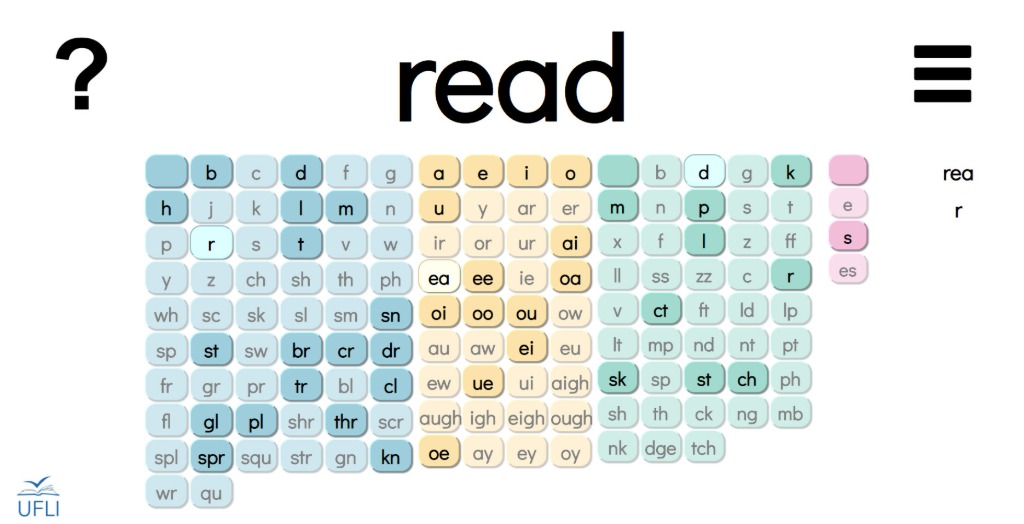 ? read
b c d f g a e i o b d g k rea
h j k l m n u y ar er m n p s t e r
p r s t v w ir or ur ai x f l z ff s
y z ch sh th ph ea ee ie oa ll ss zz c r es
wh sc sk sl sm sn oi oo ou ow v ct ft ld lp
sp st sw br cr dr au aw ei eu lt mp nd nt pt
fr gr pr tr bl cl ew ue ui aigh sk sp st ch ph
fl gl pl shr thr scr augh igh eigh ough sh th ck ng mb
spl spr squ str gn kn oe ay ey oy nk dge tch
wr qu
UFLI